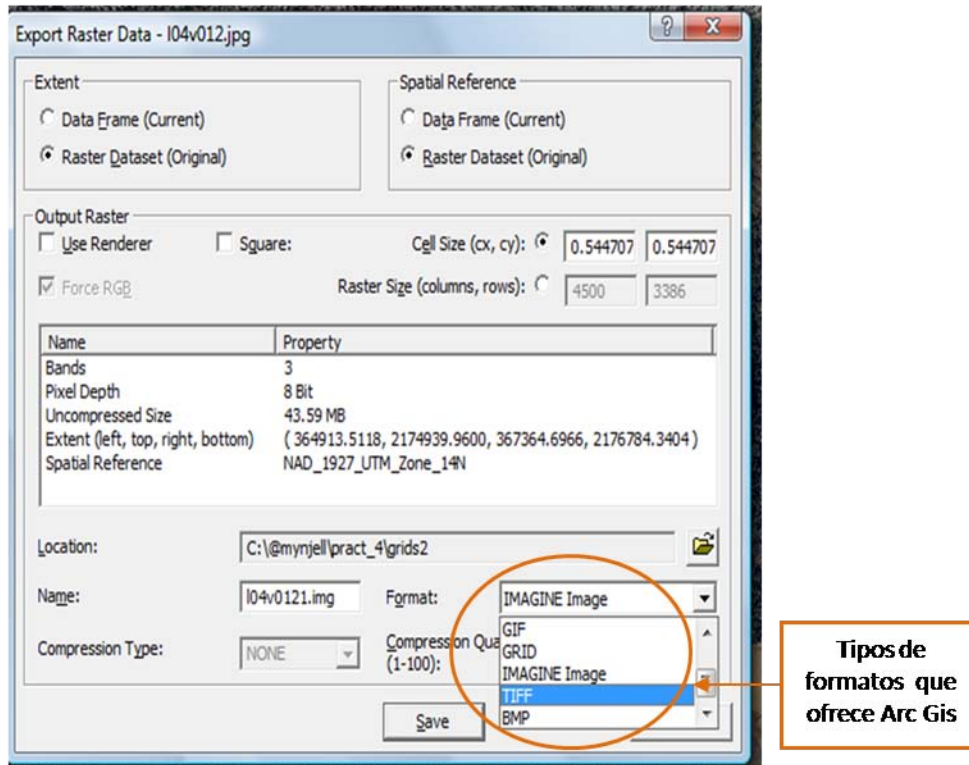 Export Raster Data - l04v012.jpg
Extent
Data Frame (Current)
Raster Dataset (Original)
Spatial Reference
Data Frame (Current)
Raster Dataset (Original)
Output Raster
Use Renderer
Square:
Cell Size (cx, cy):
0.544707
0.544707
Force RGB
Raster Size (columns, rows):
4500
3386
Name
Property
Bands
3
Pixel Depth
8 Bit
Uncompressed Size
43.59 MB
Extent (left, top, right, bottom)
( 364913.5118, 2174939.9600, 367364.6966, 2176784.3404 )
Spatial Reference
NAD_1927_UTM_Zone_14N
Location:
C:\@mynjell\pract_4\grids2
Name:
l04v0121.img
Format:
IMAGINE Image
GIF
GRID
IMAGINE Image
TIFF
BMP
Compression Type:
NONE
Compression Qua
(1-100):
Save
Tipos de
formatos que
ofrece Arc Gis